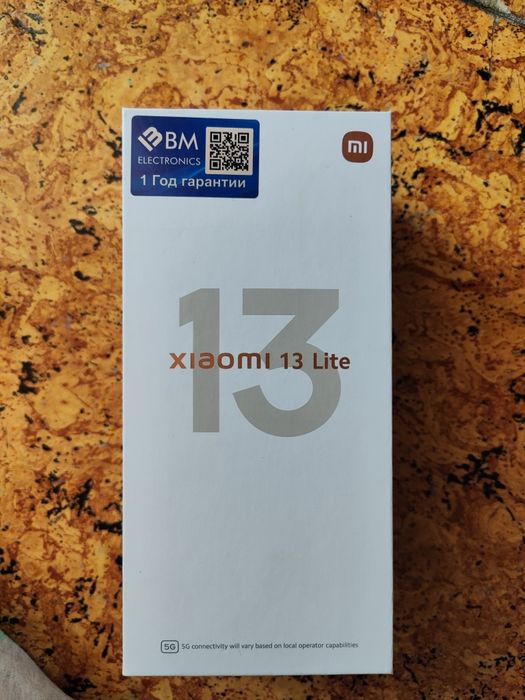 BM
ELECTRONICS
1 Год гарантии
mi
13
xiaomi 13 Lite
5G 5G connectivity will vary based on local operator capabilities